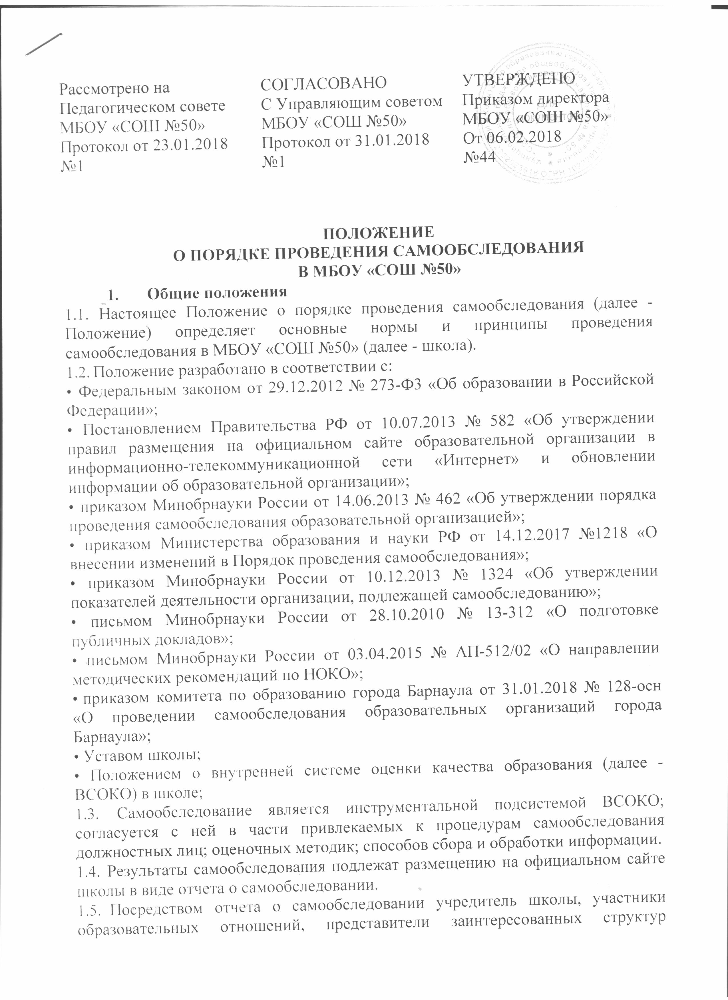 Рассмотрено на
Педагогическом совете
МБОУ «СОШ №50»
Протокол от 23.01.2018
№1
СОГЛАСОВАНО
С Управляющим советом
МБОУ «СОШ №50»
Протокол от 31.01.2018
№1
УТВЕРЖДЕНО
Приказом директора
МБОУ «СОШ №50»
От 06.02.2018
№44
ПОЛОЖЕНИЕ
О ПОРЯДКЕ ПРОВЕДЕНИЯ САМООБСЛЕДОВАНИЯ
В МБОУ «СОШ №50»
1. Общие положения
1.1. Настоящее Положение о порядке проведения самообследования (далее -
Положение) определяет основные нормы и принципы проведения
самообследования в МБОУ «СОШ №50» (далее - школа).
1.2. Положение разработано в соответствии с:
• Федеральным законом от 29.12.2012 № 273-ФЗ «Об образовании в Российской
Федерации»;
• Постановлением Правительства РФ от 10.07.2013 № 582 «Об утверждении
правил размещения на официальном сайте образовательной организации в
информационно-телекоммуникационной сети «Интернет» и обновлении
информации об образовательной организации»;
• приказом Минобрнауки России от 14.06.2013 № 462 «Об утверждении порядка
проведения самообследования образовательной организацией»;
• приказом Министерства образования и науки РФ от 14.12.2017 №1218 «О
внесении изменений в Порядок проведения самообследования»;
• приказом Минобрнауки России от 10.12.2013 № 1324 «Об утверждении
показателей деятельности организации, подлежащей самообследованию»;
• письмом Минобрнауки России от 28.10.2010 № 13-312 «О подготовке
публичных докладов»;
• письмом Минобрнауки России от 03.04.2015 № АП-512/02 «О направлении
методических рекомендаций по НОКО»;
• приказом комитета по образованию города Барнаула от 31.01.2018 № 128-осн
«О проведении самообследования образовательных организаций города
Барнаула»;
• Уставом школы;
• Положением о внутренней системе оценки качества образования (далее -
ВСОКО) в школе;
1.3. Самообследование является инструментальной подсистемой ВСОКО;
согласуется с ней в части привлекаемых к процедурам самообследования
должностных лиц; оценочных методик; способов сбора и обработки информации.
1.4. Результаты самообследования подлежат размещению на официальном сайте
школы в виде отчета о самообследовании.
1.5. Посредством отчета о самообследовании учредитель школы, участники
образовательных отношений, представители заинтересованных структур